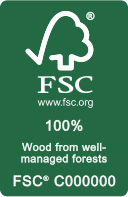 ®
FSC
www.fsc.org
100%
Wood from well-
managed forests
FSC® C000000